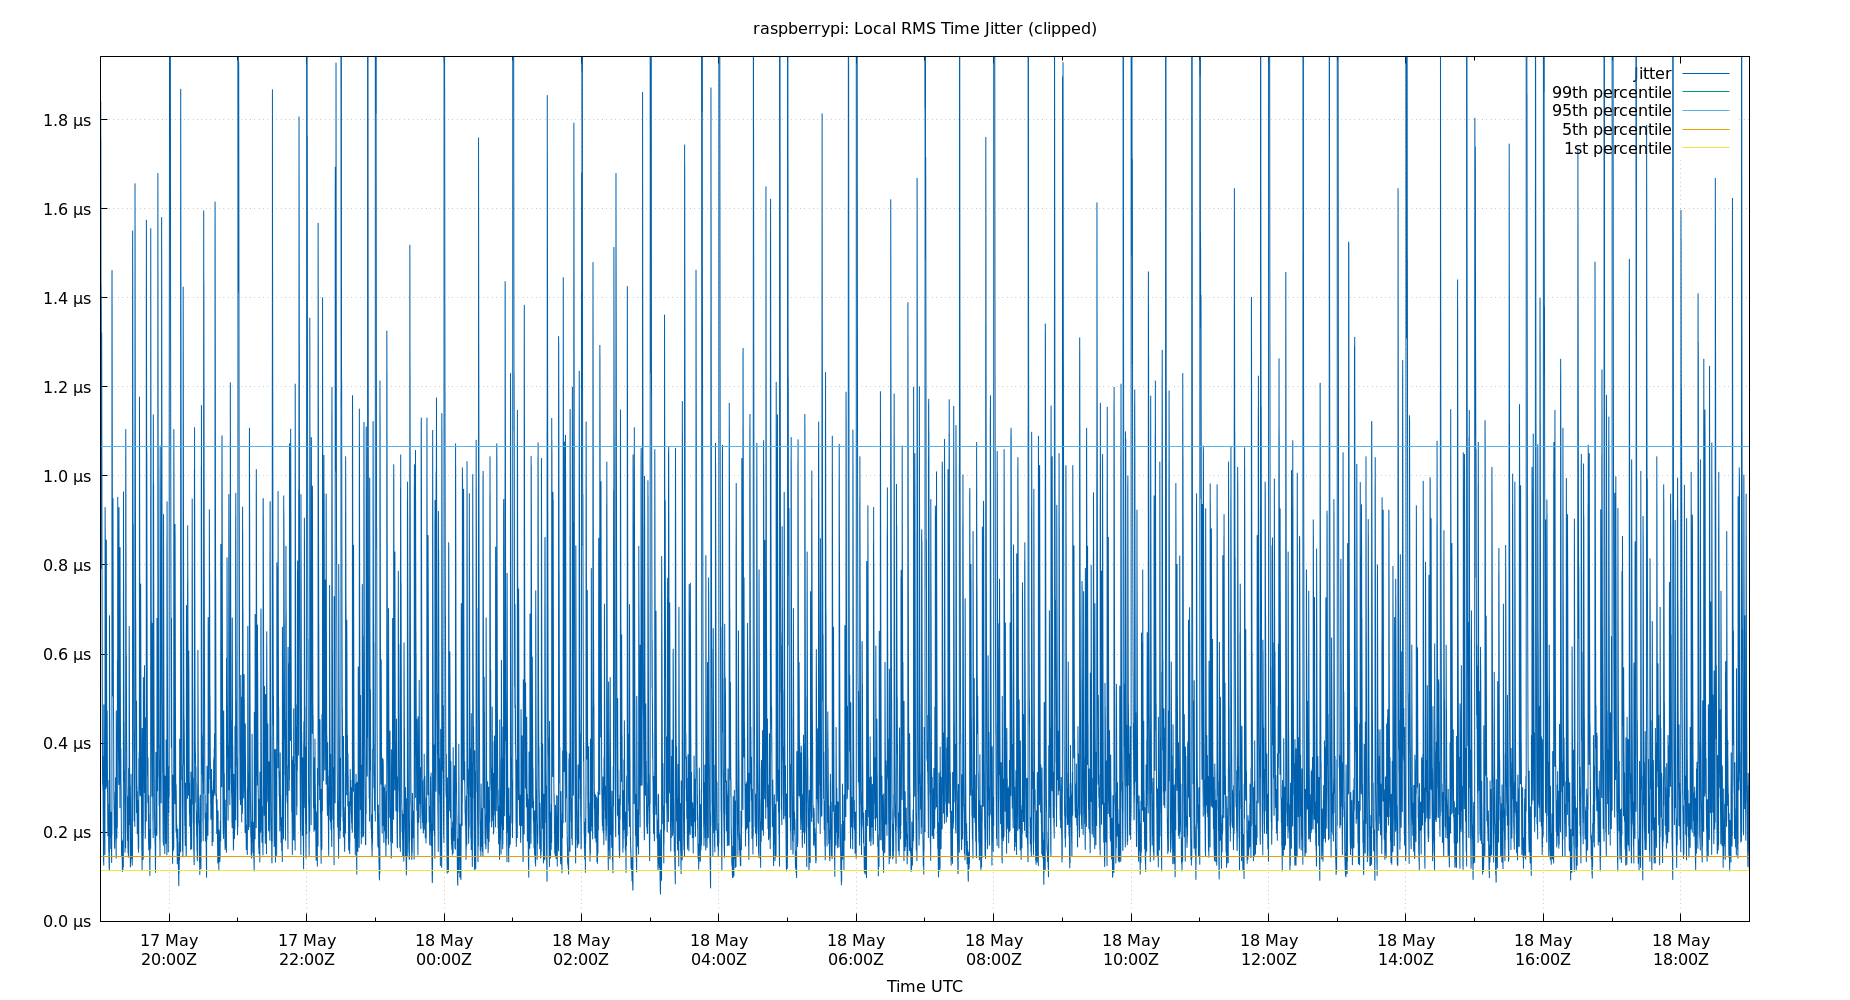 raspberrypi: Local RMS Time Jitter (clipped)
jitter
99th percentile
95th percentile
5th percentile
1st percentile
1.8 µs
1.6 µs
1.4 µs
1.2 µs
1.0 µs
0.8 µs
0.6 µs
0.4 µs
0.2 µs
0.0 µs
17 May 17 May 18 May 18 May 18 May 18 May 18 May 18 May 18 May 18 May 18 May 18 May
20:00Z 22:00Z 00:00Z 02:00Z 04:00Z 06:00Z 08:00Z 10:00Z 12:00Z 14:00Z 16:00Z 18:00Z
Time UTC